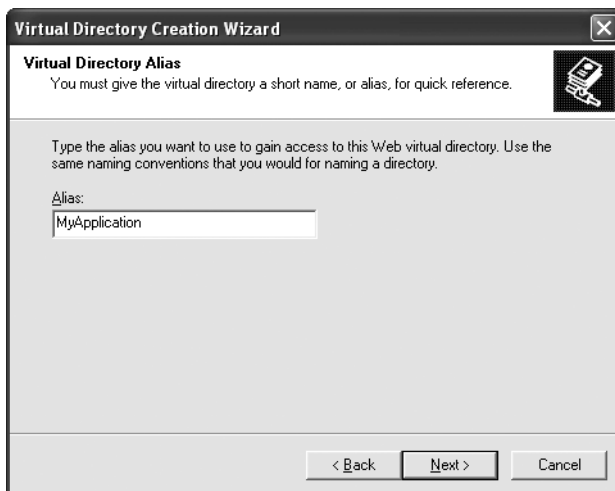 Virtual Directory Creation Wizard
Virtual Directory Alias
You must give the virtual directory a short name, or alias, for quick reference.
Type the alias you want to use to gain access to this Web virtual directory. Use the
same naming conventions that you would for naming a directory.
Alias:
MyApplication
< Back Next > Cancel